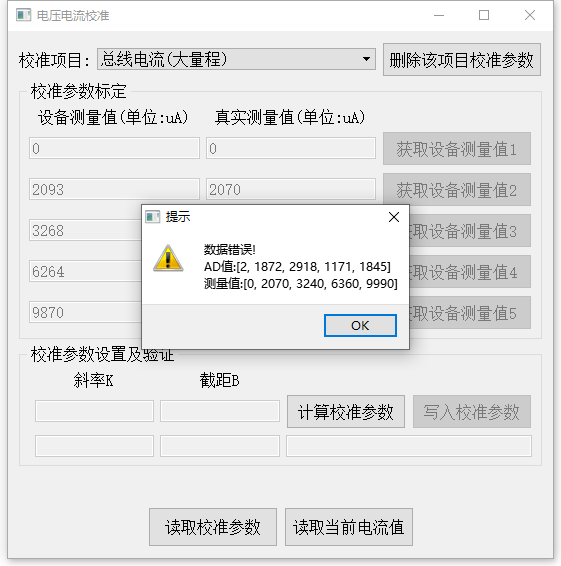 电压电流校准
校准项目: 总线电流(大量程) 删除该项目校准参数
校准参数标定
设备测量值(单位:uA) 真实测量值(单位:uA)
0 0 获取设备测量值1
2093 2070 获取设备测量值2
3268 获取设备测量值3
6264 获取设备测量值4
9870 获取设备测量值5
提示
数据错误!
AD值:[2, 1872, 2918, 1171, 1845]
测量值:[0, 2070, 3240, 6360, 9990]
OK
校准参数设置及验证
斜率K 截距B
计算校准参数 写入校准参数
读取校准参数 读取当前电流值